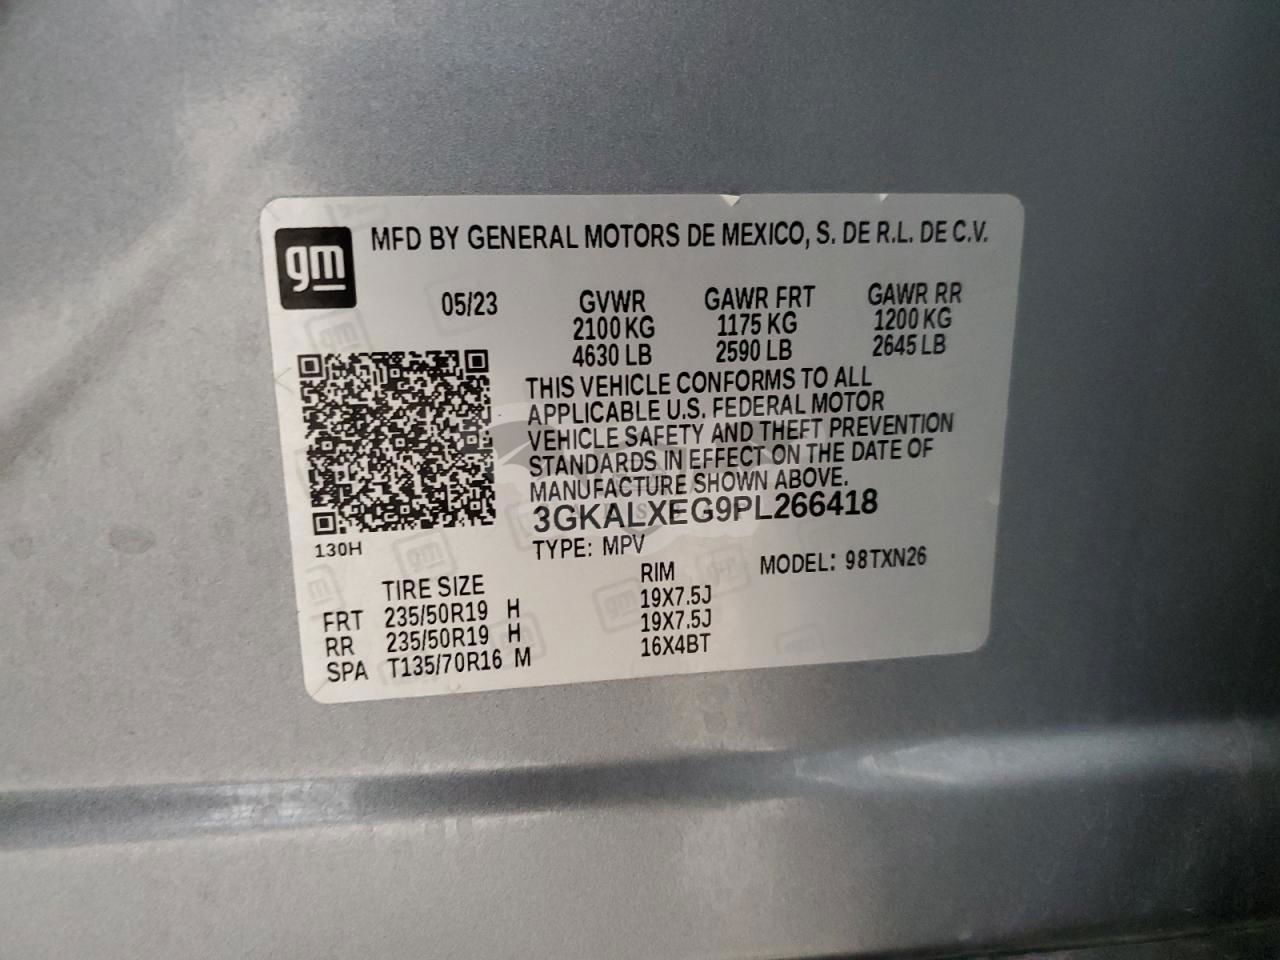 gm MFD BY GENERAL MOTORS DE MEXICO, S. DE R.L. DE C.V.
05/23 GVWR GAWR FRT GAWR RR
2100 KG 1175 KG 1200 KG
4630 LB 2590 LB 2645 LB
THIS VEHICLE CONFORMS TO ALL
APPLICABLE U.S. FEDERAL MOTOR
VEHICLE SAFETY AND THEFT PREVENTION
STANDARDS IN EFFECT ON THE DATE OF
MANUFACTURE SHOWN ABOVE.
3GKALXEG9PL266418
130H
TYPE: MPV MODEL: 98TXN26
TIRE SIZE RIM
FRT 235/50R19 H 19X7.5J
RR 235/50R19 H 19X7.5J
SPA T135/70R16 M 16X4BT